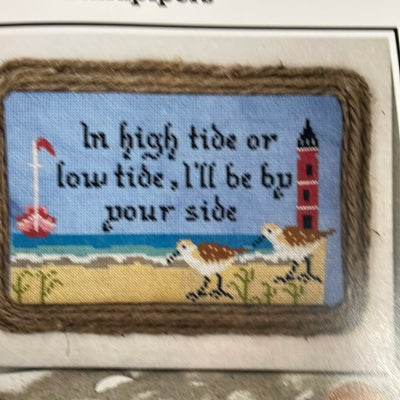 In high tide or
low tide, I'll be by
your side